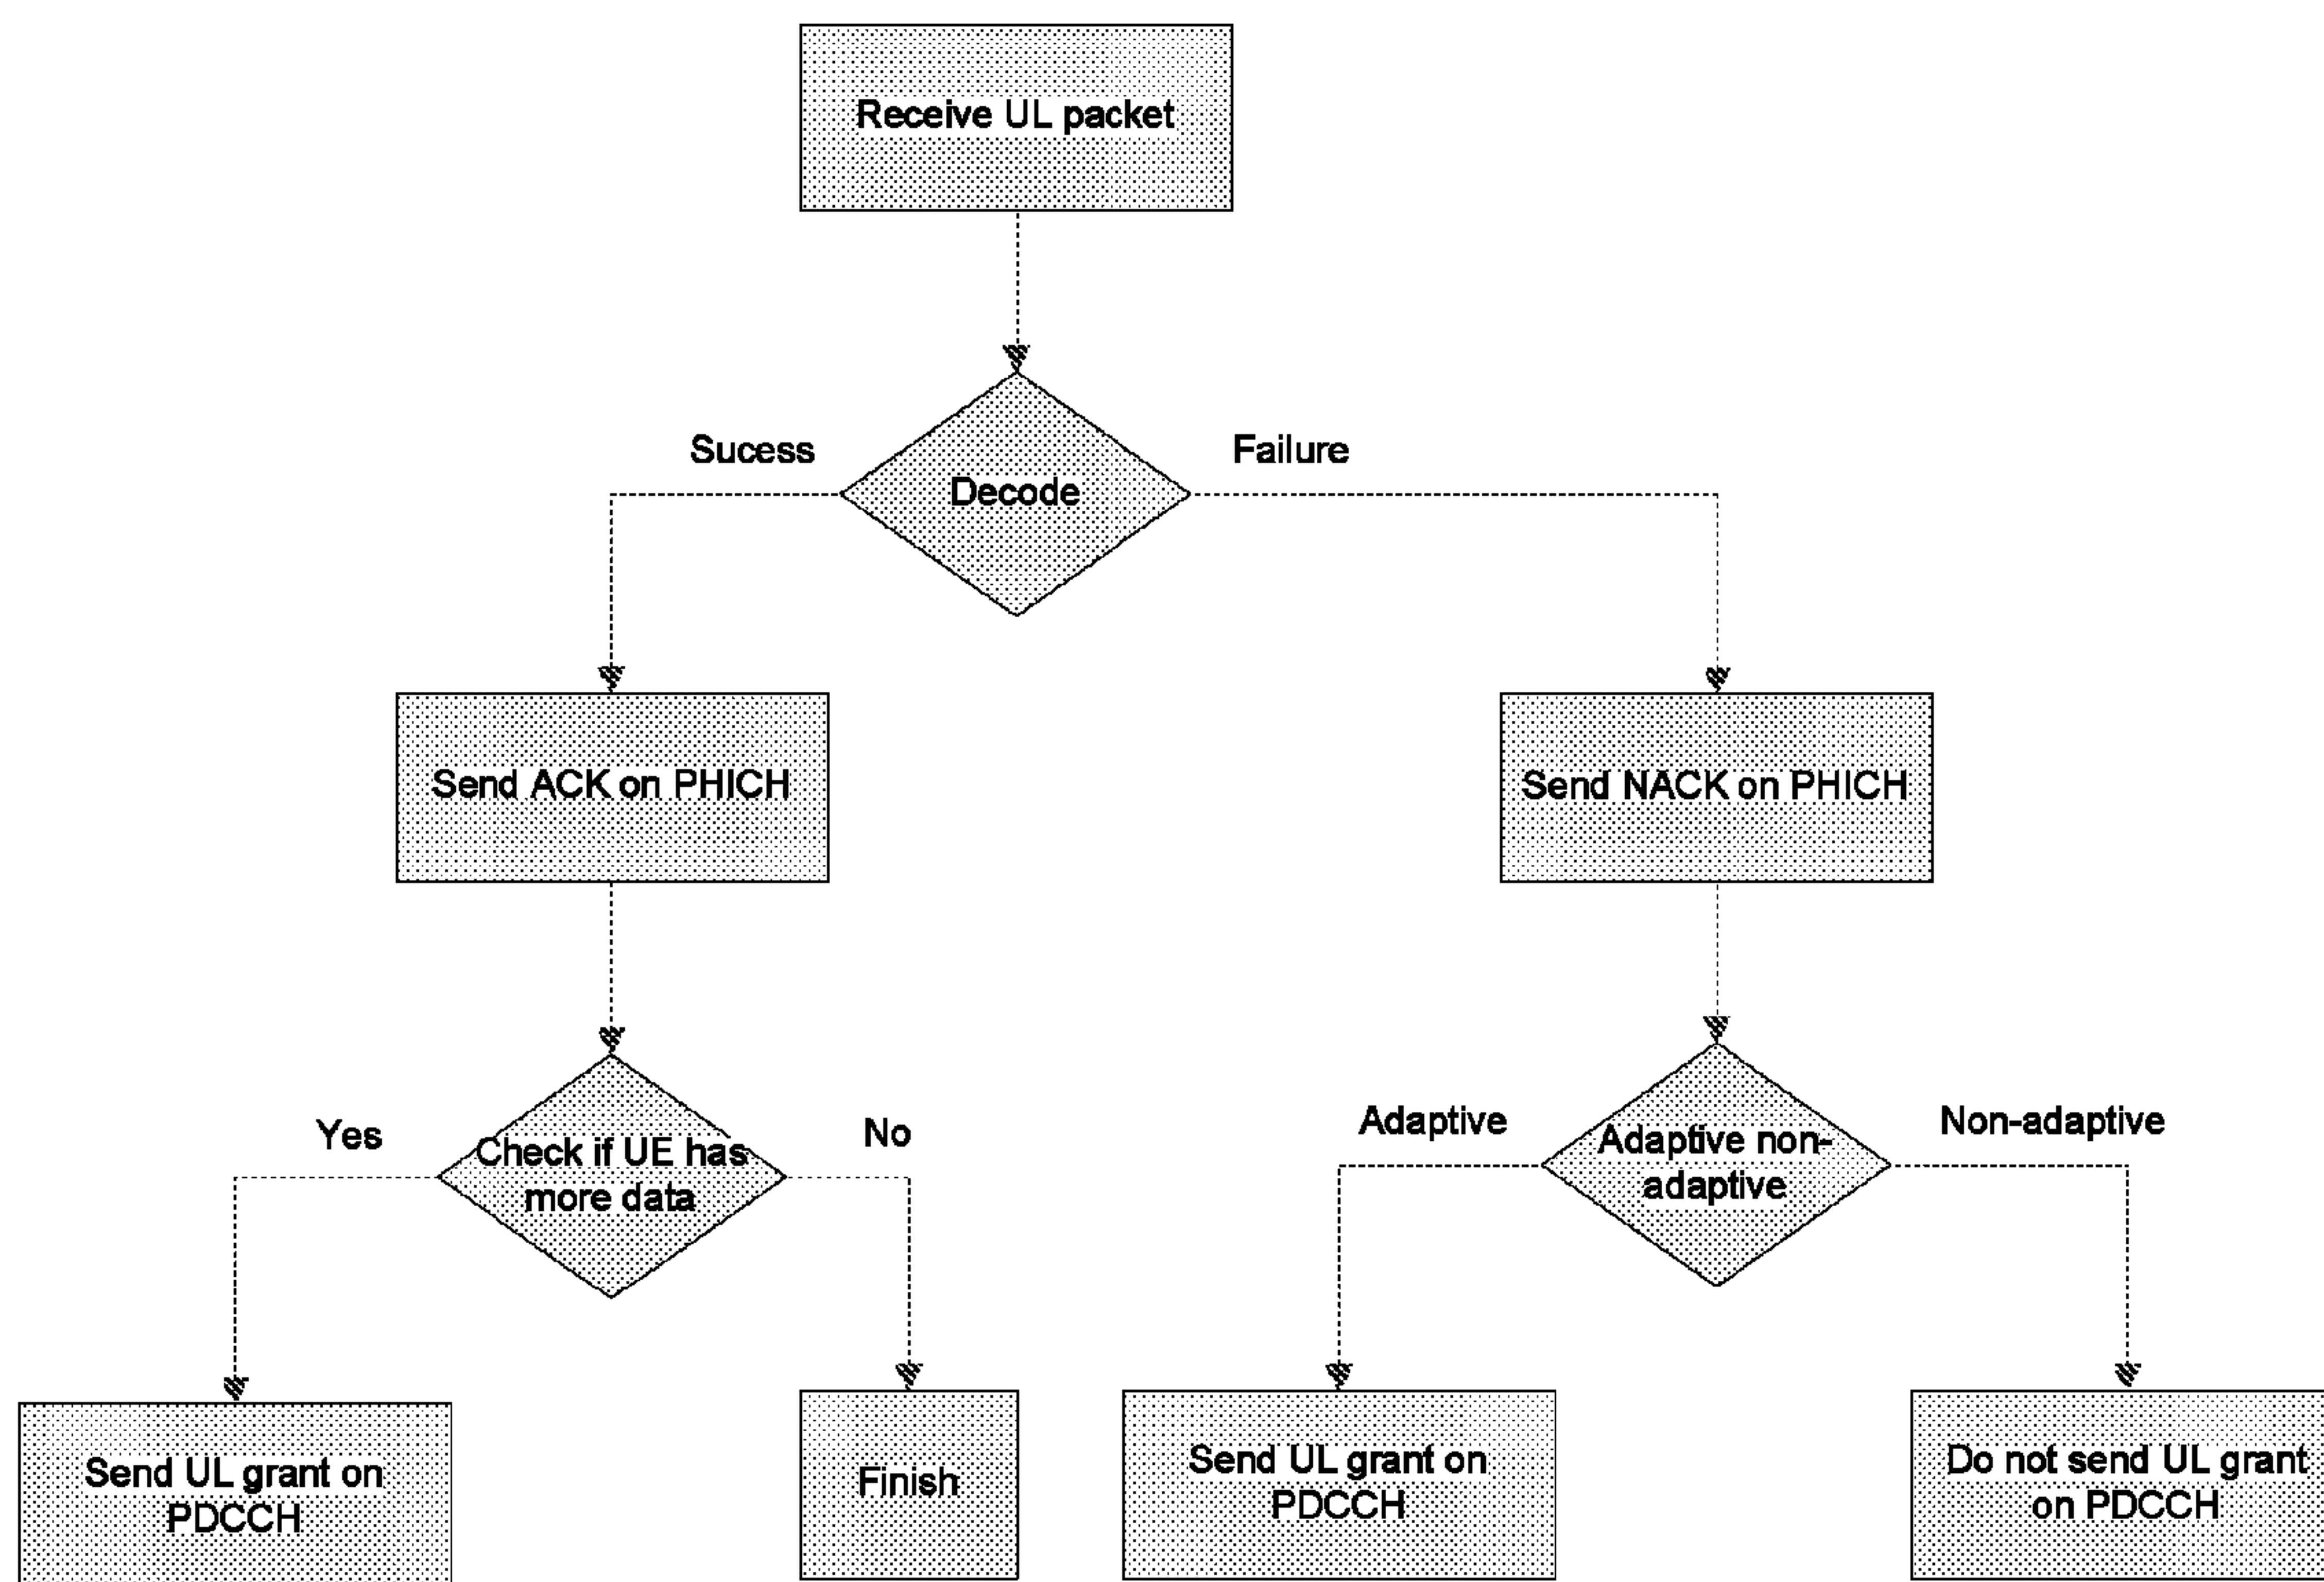 Receive UL packet
Sucess
Failure
Decode
Send ACK on PHICH
Send NACK on PHICH
Yes
Check if UE has
more data
No
Adaptive
Adaptive non-
adaptive
Non-adaptive
Send UL grant on
PDCCH
Finish
Send UL grant on
PDCCH
Do not send UL grant
on PDCCH